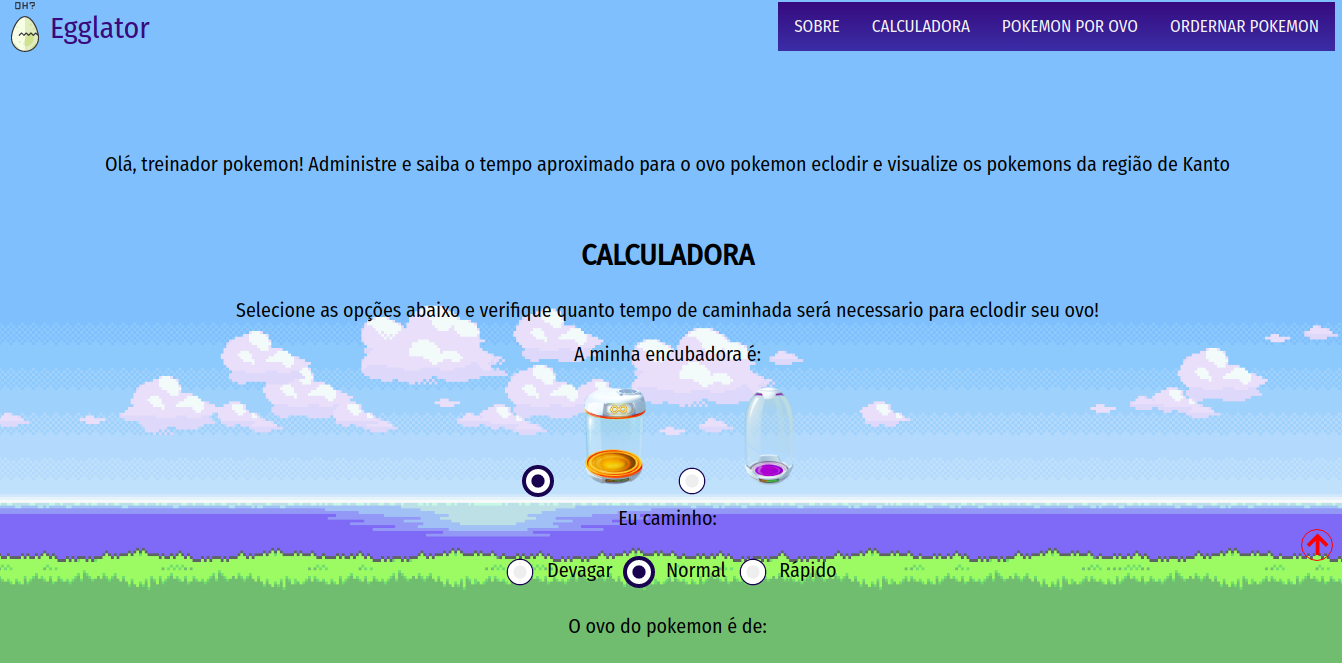 OH?
Egglator
SOBRE CALCULADORA POKEMON POR OVO ORDERNAR POKEMON
Olá, treinador pokemon! Administre e saiba o tempo aproximado para o ovo pokemon eclodir e visualize os pokemons da região de Kanto
CALCULADORA
Selecione as opções abaixo e verifique quanto tempo de caminhada será necessario para eclodir seu ovo!
A minha encubadora é:
Eu caminho:
Devagar Normal Rápido
O ovo do pokemon é de: